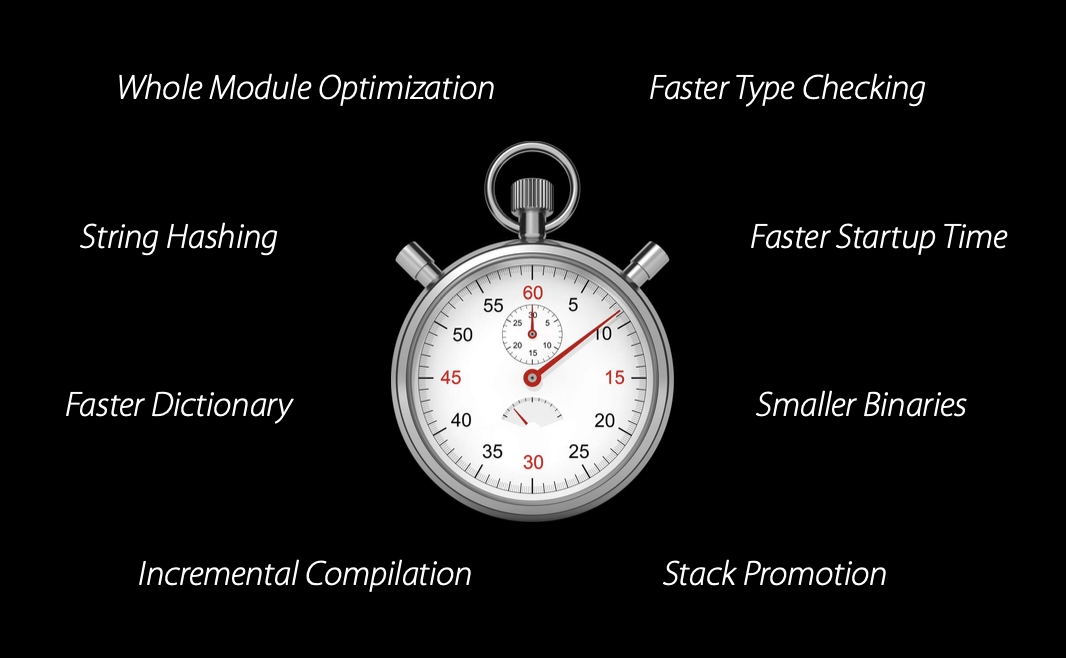 Whole Module Optimization
Faster Type Checking
String Hashing
Faster Startup Time
Faster Dictionary
Smaller Binaries
Incremental Compilation
Stack Promotion
60
5
10
15
20
25
30
35
40
45
50
55
30
5
10
15
20
25